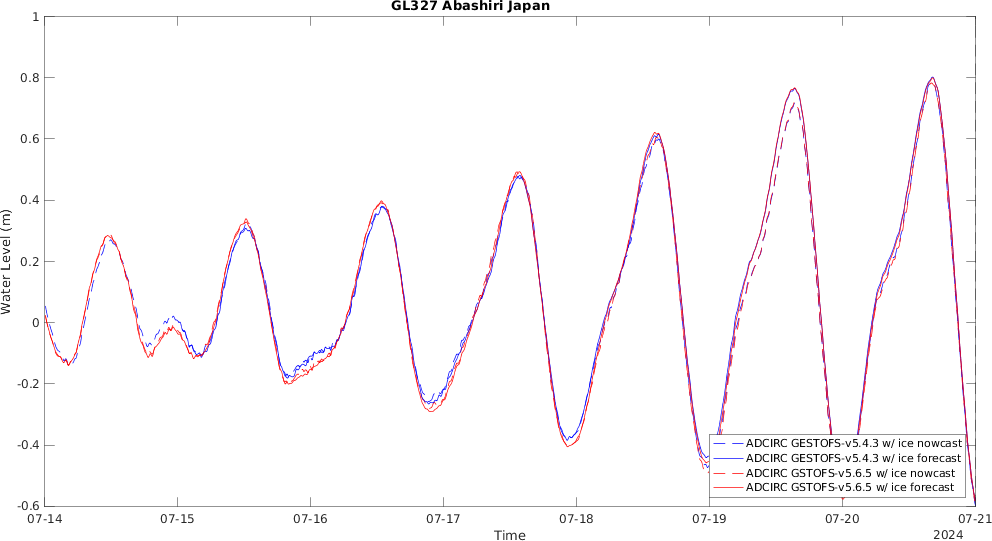 GL327 Abashiri Japan
Water Level (m)
1
0.8
0.6
0.4
0.2
0
-0.2
-0.4
-0.6
ADCIRC GESTOFS-v5.4.3 w/ ice nowcast
ADCIRC GESTOFS-v5.4.3 w/ ice forecast
ADCIRC GSTOFS-v5.6.5 w/ ice nowcast
ADCIRC GSTOFS-v5.6.5 w/ ice forecast
07-14 07-15 07-16 07-17 07-18 07-19 07-20 07-21
Time
2024